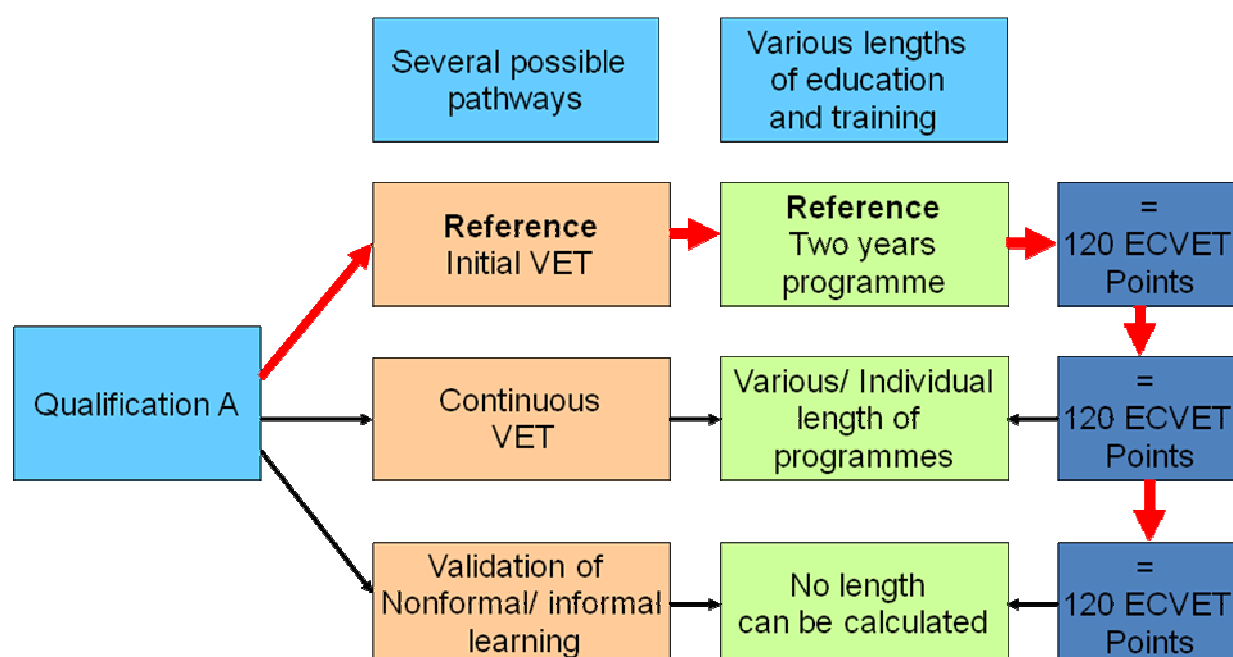 Several possible
pathways
Various lengths
of education
and training
Reference
Initial VET
Reference
Two years
programme
=
120 ECVET
Points
Qualification A
Continuous
VET
Various/ Individual
length of
programmes
=
120 ECVET
Points
Validation of
Nonformal/ informal
learning
No length
can be calculated
=
120 ECVET
Points